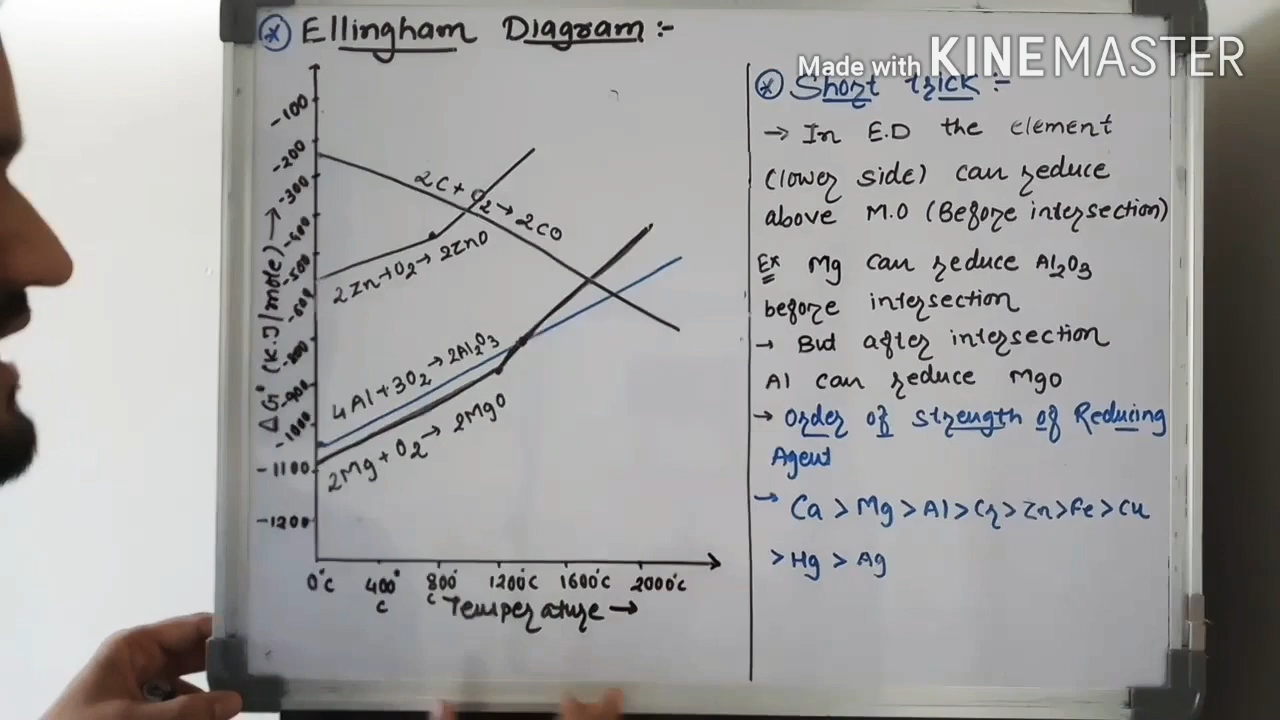 Made with KINEMASTER
* Ellingham Diagram :-
-100
-200
-300
-400
-500
-600
-800
-900
-1000
-1100
-1200
ΔG° (K.J/mole) →
2C + O2 → 2CO
2Zn+O2 → 2ZnO
4Al + 3O2 → 2Al2O3
2Mg + O2 → 2MgO
0°C 400°C 800°C 1200°C 1600°C 2000°C
Temperature →
* Short trick :-
→ In E.D the element
(lower side) can reduce
above M.O (Before intersection)
Ex Mg can reduce Al2O3
before intersection
→ But after intersection
Al can reduce MgO
→ Order of strength of Reducing
Agent
→ Ca > Mg > Al > Cr > Zn > Fe > Cu
> Hg > Ag